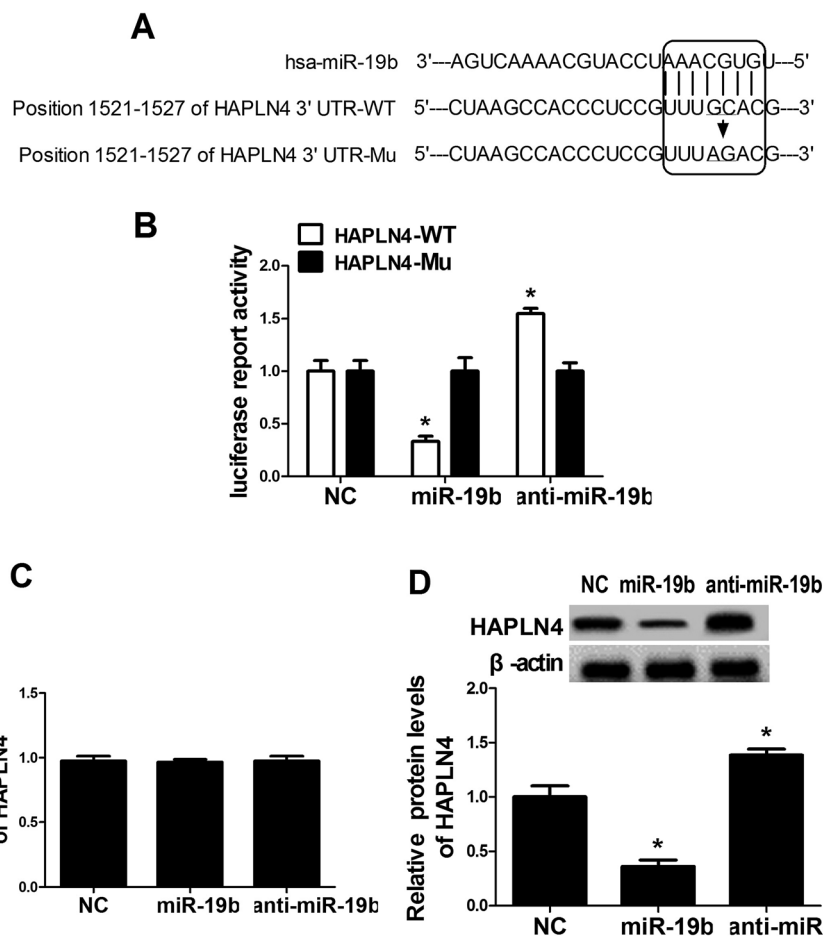 A
hsa-miR-19b 3'---AGUCAAAACGUACCUAAACGUGU---5'
Position 1521-1527 of HAPLN4 3' UTR-WT 5'---CUAAGCCACCCUCCGUUUGCACG---3'
Position 1521-1527 of HAPLN4 3' UTR-Mu 5'---CUAAGCCACCCUCCGUUUAGACG---3'
B
HAPLN4-WT
HAPLN4-Mu
luciferase report activity
2.0
1.5
1.0
0.5
0.0
*
*
NC miR-19b anti-miR-19b
C
of HAPLN4
1.5
1.0
0.5
0.0
NC miR-19b anti-miR-19b
D
NC miR-19b anti-miR-19b
HAPLN4
β -actin
Relative protein levels
of HAPLN4
2.0
1.5
1.0
0.5
0.0
*
*
NC miR-19b anti-miR